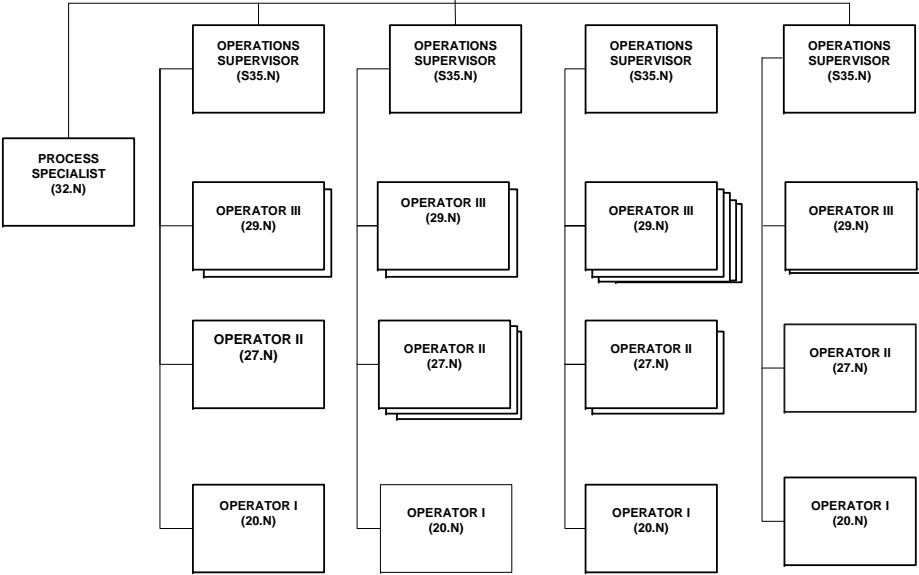 OPERATIONS
SUPERVISOR
(S35.N)
OPERATIONS
SUPERVISOR
(S35.N)
OPERATIONS
SUPERVISOR
(S35.N)
OPERATIONS
SUPERVISOR
(S35.N)
PROCESS
SPECIALIST
(32.N)
OPERATOR III
(29.N)
OPERATOR III
(29.N)
OPERATOR III
(29.N)
OPERATOR III
(29.N)
OPERATOR II
(27.N)
OPERATOR II
(27.N)
OPERATOR II
(27.N)
OPERATOR II
(27.N)
OPERATOR I
(20.N)
OPERATOR I
(20.N)
OPERATOR I
(20.N)
OPERATOR I
(20.N)